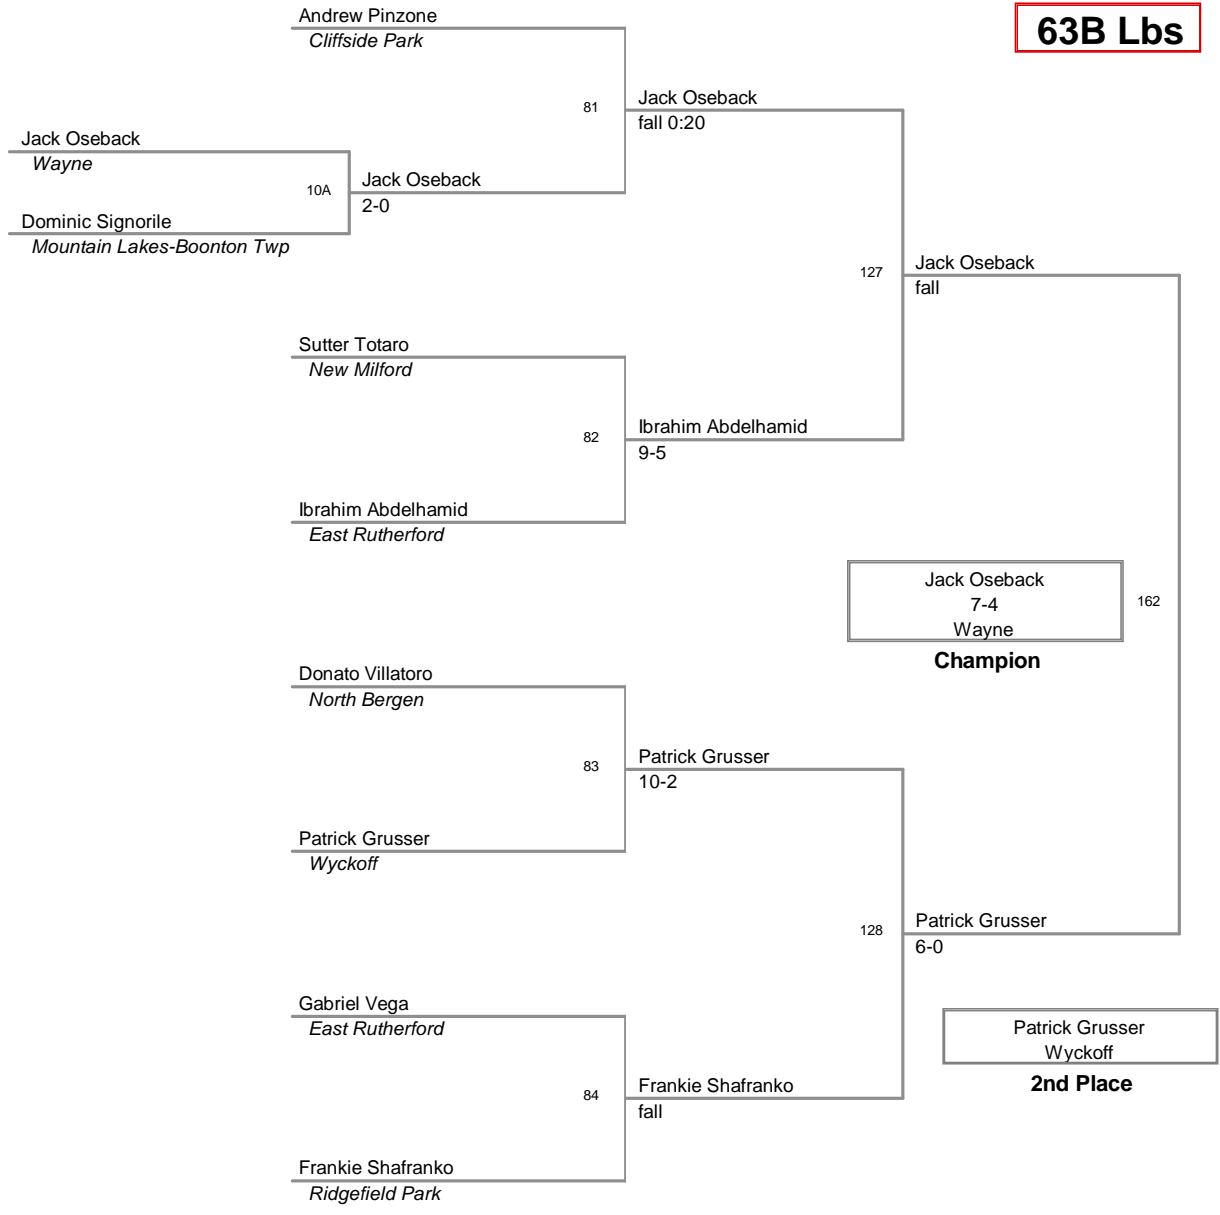 Andrew Pinzone
Cliffside Park
63B Lbs
81
Jack Oseback
fall 0:20
Jack Oseback
Wayne
10A
Jack Oseback
2-0
Dominic Signorile
Mountain Lakes-Boonton Twp
127
Jack Oseback
fall
Sutter Totaro
New Milford
82
Ibrahim Abdelhamid
9-5
Ibrahim Abdelhamid
East Rutherford
Jack Oseback
7-4
Wayne
162
Champion
Donato Villatoro
North Bergen
83
Patrick Grusser
10-2
Patrick Grusser
Wyckoff
128
Patrick Grusser
6-0
Gabriel Vega
East Rutherford
Patrick Grusser
Wyckoff
2nd Place
84
Frankie Shafranko
fall
Frankie Shafranko
Ridgefield Park